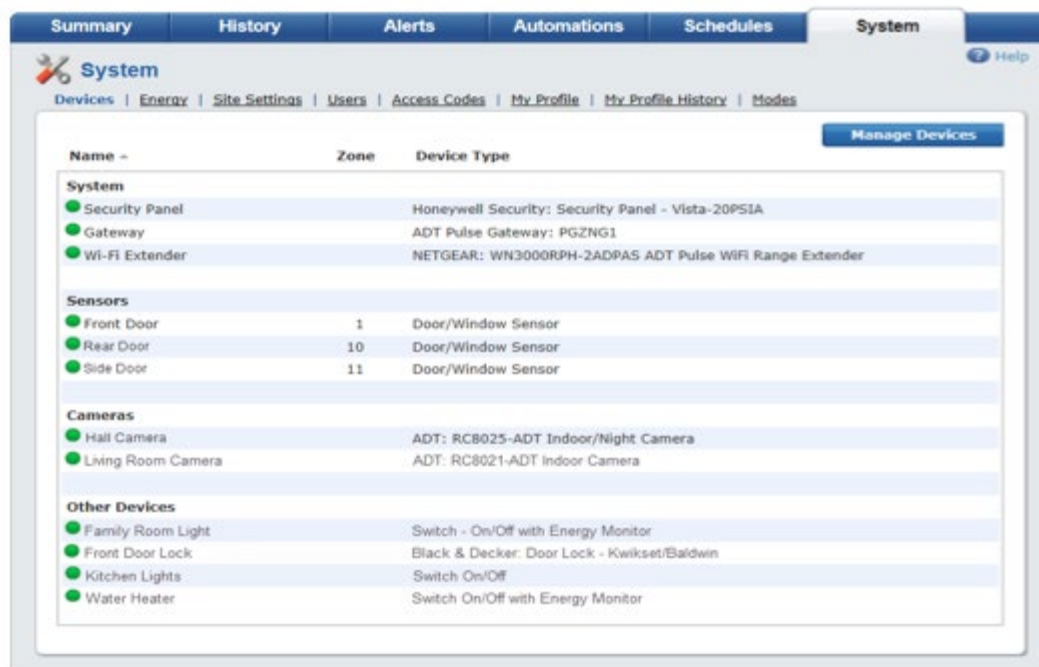 Summary History Alerts Automations Schedules System
Help
System
Devices | Energy | Site Settings | Users | Access Codes | My Profile | My Profile History | Modes
Manage Devices
Name Zone Device Type
System
Security Panel Honeywell Security: Security Panel - Vista-20PSIA
Gateway ADT Pulse Gateway: PGZNG1
Wi-Fi Extender NETGEAR: WN3000RPH-2ADPAS ADT Pulse WiFi Range Extender
Sensors
Front Door 1 Door/Window Sensor
Rear Door 10 Door/Window Sensor
Side Door 11 Door/Window Sensor
Cameras
Hall Camera ADT: RC8025-ADT Indoor/Night Camera
Living Room Camera ADT: RC8021-ADT Indoor Camera
Other Devices
Family Room Light Switch - On/Off with Energy Monitor
Front Door Lock Black & Decker: Door Lock - Kwikset/Baldwin
Kitchen Lights Switch On/Off
Water Heater Switch On/Off with Energy Monitor